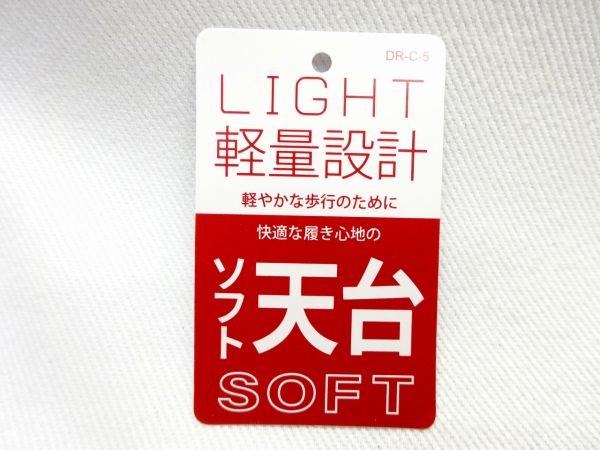 DR-C-5
LIGHT
軽量設計
軽やかな歩行のために
快適な履き心地の
ソフト天台
SOFT